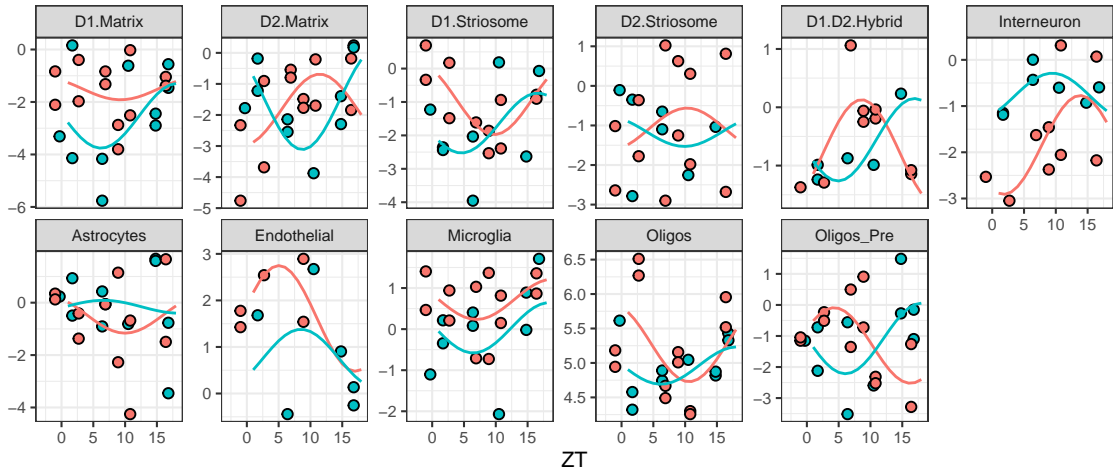 D1.Matrix D2.Matrix D1.Striosome D2.Striosome D1.D2.Hybrid Interneuron
0 −2 −4 −6
0 −1 −2 −3 −4 −5
0 −1 −2 −3 −4
1 0 −1 −2 −3
1 0 −1
0 −1 −2 −3
0 5 10 15
Astrocytes Endothelial Microglia Oligos Oligos_Pre
0 −2 −4
3 2 1 0
1 0 −1 −2
6.5 6.0 5.5 5.0 4.5
1 0 −1 −2 −3
0 5 10 15 0 5 10 15 0 5 10 15 0 5 10 15 0 5 10 15
ZT